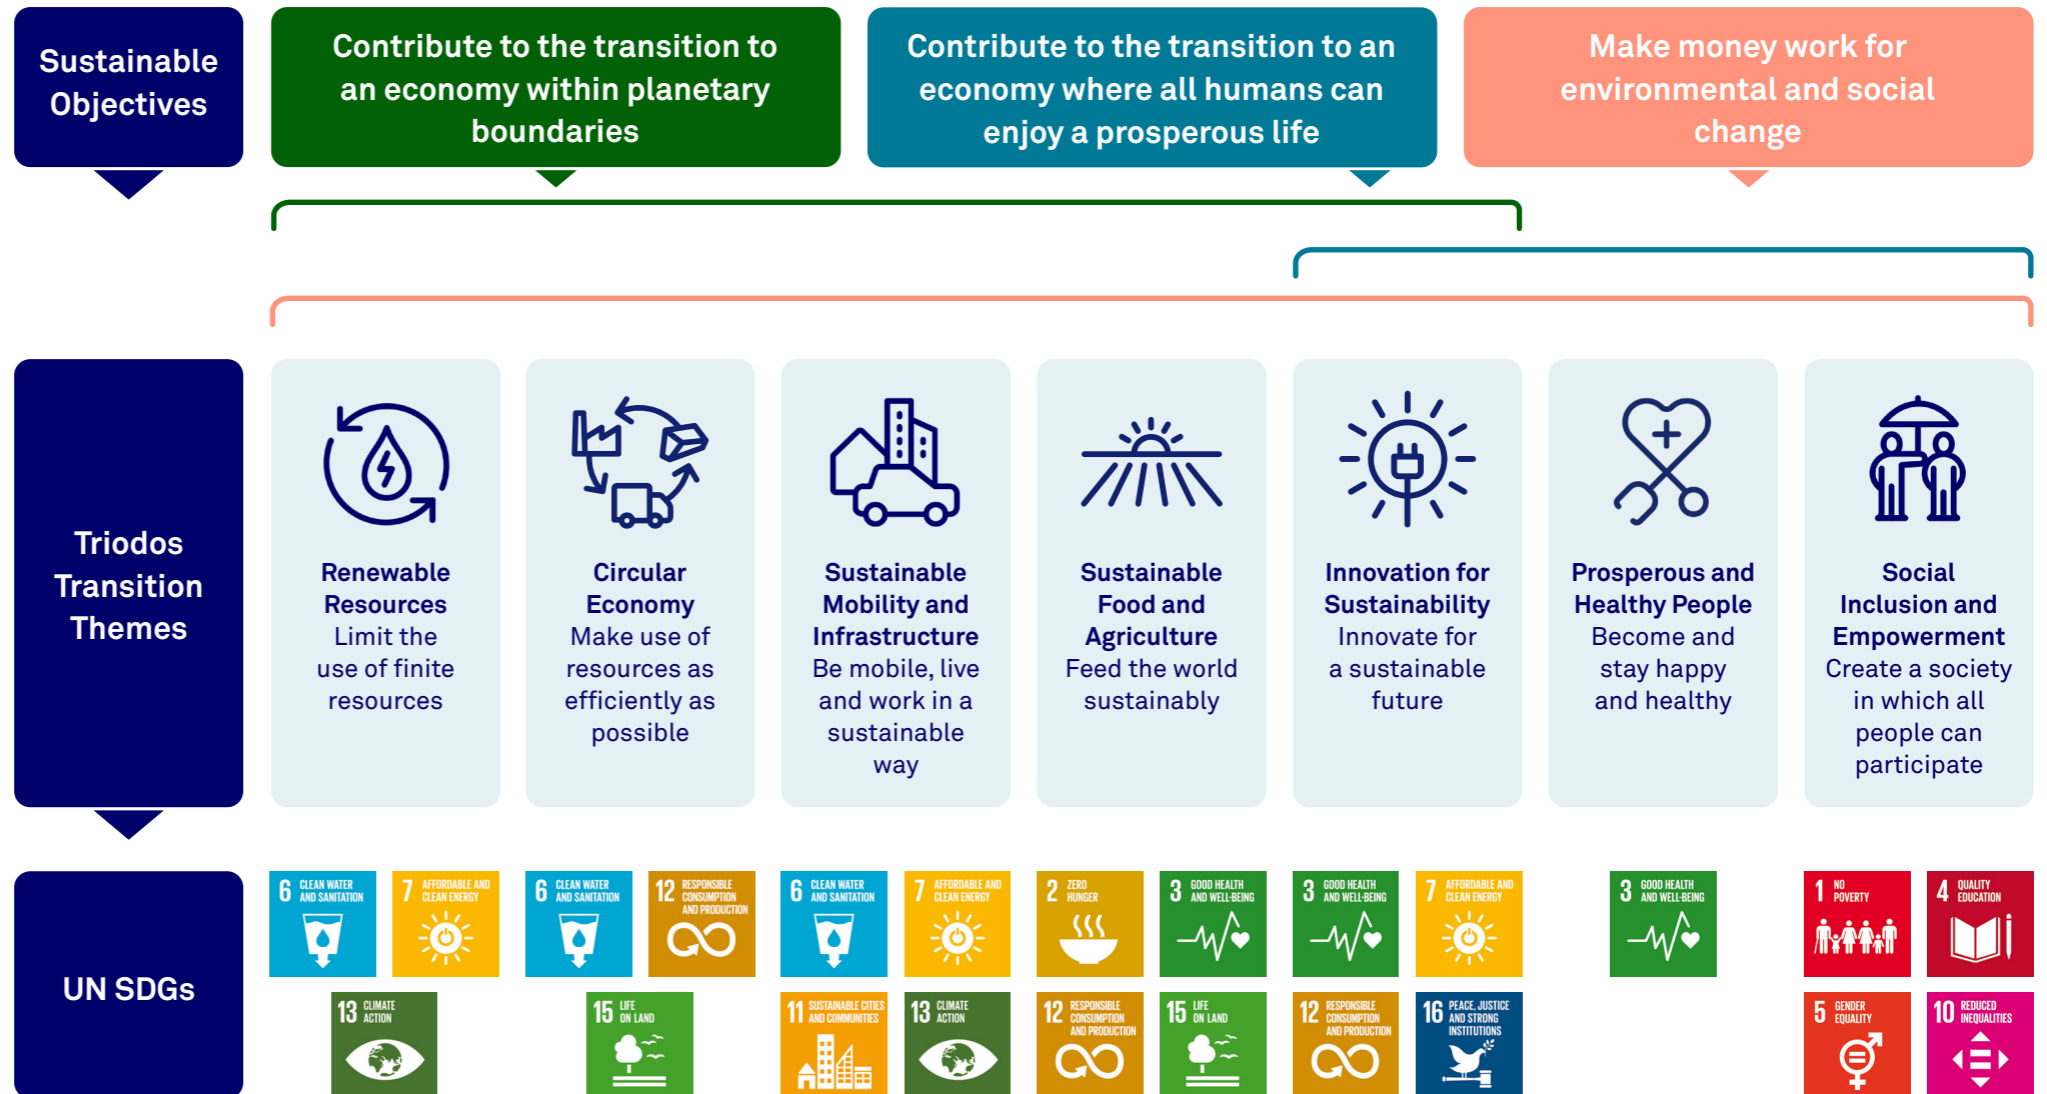 Sustainable
Objectives
Contribute to the transition to
an economy within planetary
boundaries
Contribute to the transition to an
economy where all humans can
enjoy a prosperous life
Make money work for
environmental and social
change
Triodos
Transition
Themes
Renewable
Resources
Limit the
use of finite
resources
Circular
Economy
Make use of
resources as
efficiently as
possible
Sustainable
Mobility and
Infrastructure
Be mobile, live
and work in a
sustainable
way
Sustainable
Food and
Agriculture
Feed the world
sustainably
Innovation for
Sustainability
Innovate for
a sustainable
future
Prosperous and
Healthy People
Become and
stay happy
and healthy
Social
Inclusion and
Empowerment
Create a society
in which all
people can
participate
UN SDGs
6 CLEAN WATER
AND SANITATION
7 AFFORDABLE AND
CLEAN ENERGY
13 CLIMATE
ACTION
6 CLEAN WATER
AND SANITATION
12 RESPONSIBLE
CONSUMPTION
AND PRODUCTION
15 LIFE
ON LAND
6 CLEAN WATER
AND SANITATION
7 AFFORDABLE AND
CLEAN ENERGY
11 SUSTAINABLE CITIES
AND COMMUNITIES
13 CLIMATE
ACTION
2 ZERO
HUNGER
3 GOOD HEALTH
AND WELL-BEING
12 RESPONSIBLE
CONSUMPTION
AND PRODUCTION
15 LIFE
ON LAND
3 GOOD HEALTH
AND WELL-BEING
7 AFFORDABLE AND
CLEAN ENERGY
12 RESPONSIBLE
CONSUMPTION
AND PRODUCTION
16 PEACE, JUSTICE
AND STRONG
INSTITUTIONS
3 GOOD HEALTH
AND WELL-BEING
1 NO
POVERTY
4 QUALITY
EDUCATION
5 GENDER
EQUALITY
10 REDUCED
INEQUALITIES